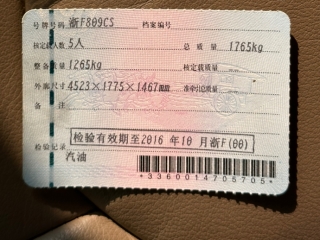 号牌号码 浙F809CS 档案编号
核定载人数 5人 总质量 1765kg
整备质量 1265kg 核定载质量 --
外廓尺寸 4523×1775×1467mm 准牵引总质量 --
备注
检验记录 检验有效期至2016 年10 月浙F(00)
汽油
*3360014705705*